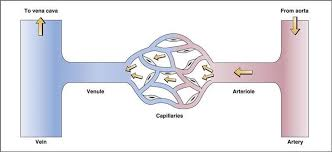 To vena cava
From aorta
Venule
Arteriole
Capillaries
Vein
Artery